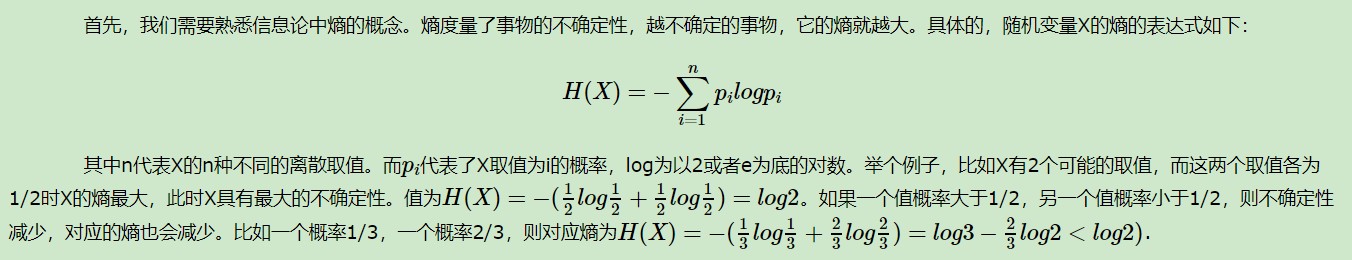 首先，我们需要熟悉信息论中熵的概念。熵度量了事物的不确定性，越不确定的事物，它的熵就越大。具体的，随机变量X的熵的表达式如下：
H(X) = -\sum_{i=1}^{n} p_i log p_i
其中n代表X的n种不同的离散取值。而p_i代表了X取值为i的概率，log为以2或者e为底的对数。举个例子，比如X有2个可能的取值，而这两个取值各为
1/2时X的熵最大，此时X具有最大的不确定性。值为H(X) = -(\frac{1}{2}log\frac{1}{2} + \frac{1}{2}log\frac{1}{2}) = log2。如果一个值概率大于1/2，另一个值概率小于1/2，则不确定性
减少，对应的熵也会减少。比如一个概率1/3，一个概率2/3，则对应熵为H(X) = -(\frac{1}{3}log\frac{1}{3} + \frac{2}{3}log\frac{2}{3}) = log3 - \frac{2}{3}log2 < log2).